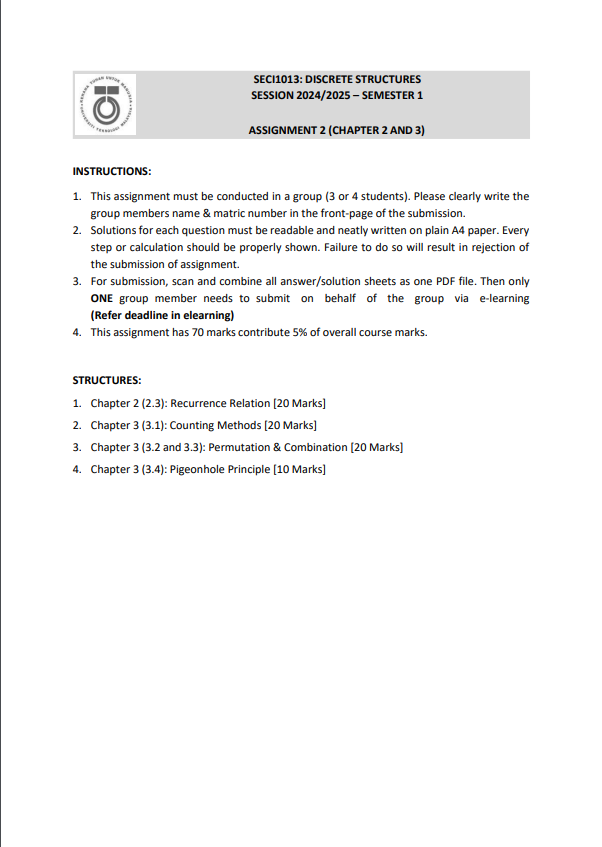 SECI1013: DISCRETE STRUCTURES
SESSION 2024/2025 – SEMESTER 1
ASSIGNMENT 2 (CHAPTER 2 AND 3)
INSTRUCTIONS:
1. This assignment must be conducted in a group (3 or 4 students). Please clearly write the
group members name & matric number in the front-page of the submission.
2. Solutions for each question must be readable and neatly written on plain A4 paper. Every
step or calculation should be properly shown. Failure to do so will result in rejection of
the submission of assignment.
3. For submission, scan and combine all answer/solution sheets as one PDF file. Then only
ONE group member needs to submit on behalf of the group via e-learning
(Refer deadline in elearning)
4. This assignment has 70 marks contribute 5% of overall course marks.
STRUCTURES:
1. Chapter 2 (2.3): Recurrence Relation [20 Marks]
2. Chapter 3 (3.1): Counting Methods [20 Marks]
3. Chapter 3 (3.2 and 3.3): Permutation & Combination [20 Marks]
4. Chapter 3 (3.4): Pigeonhole Principle [10 Marks]